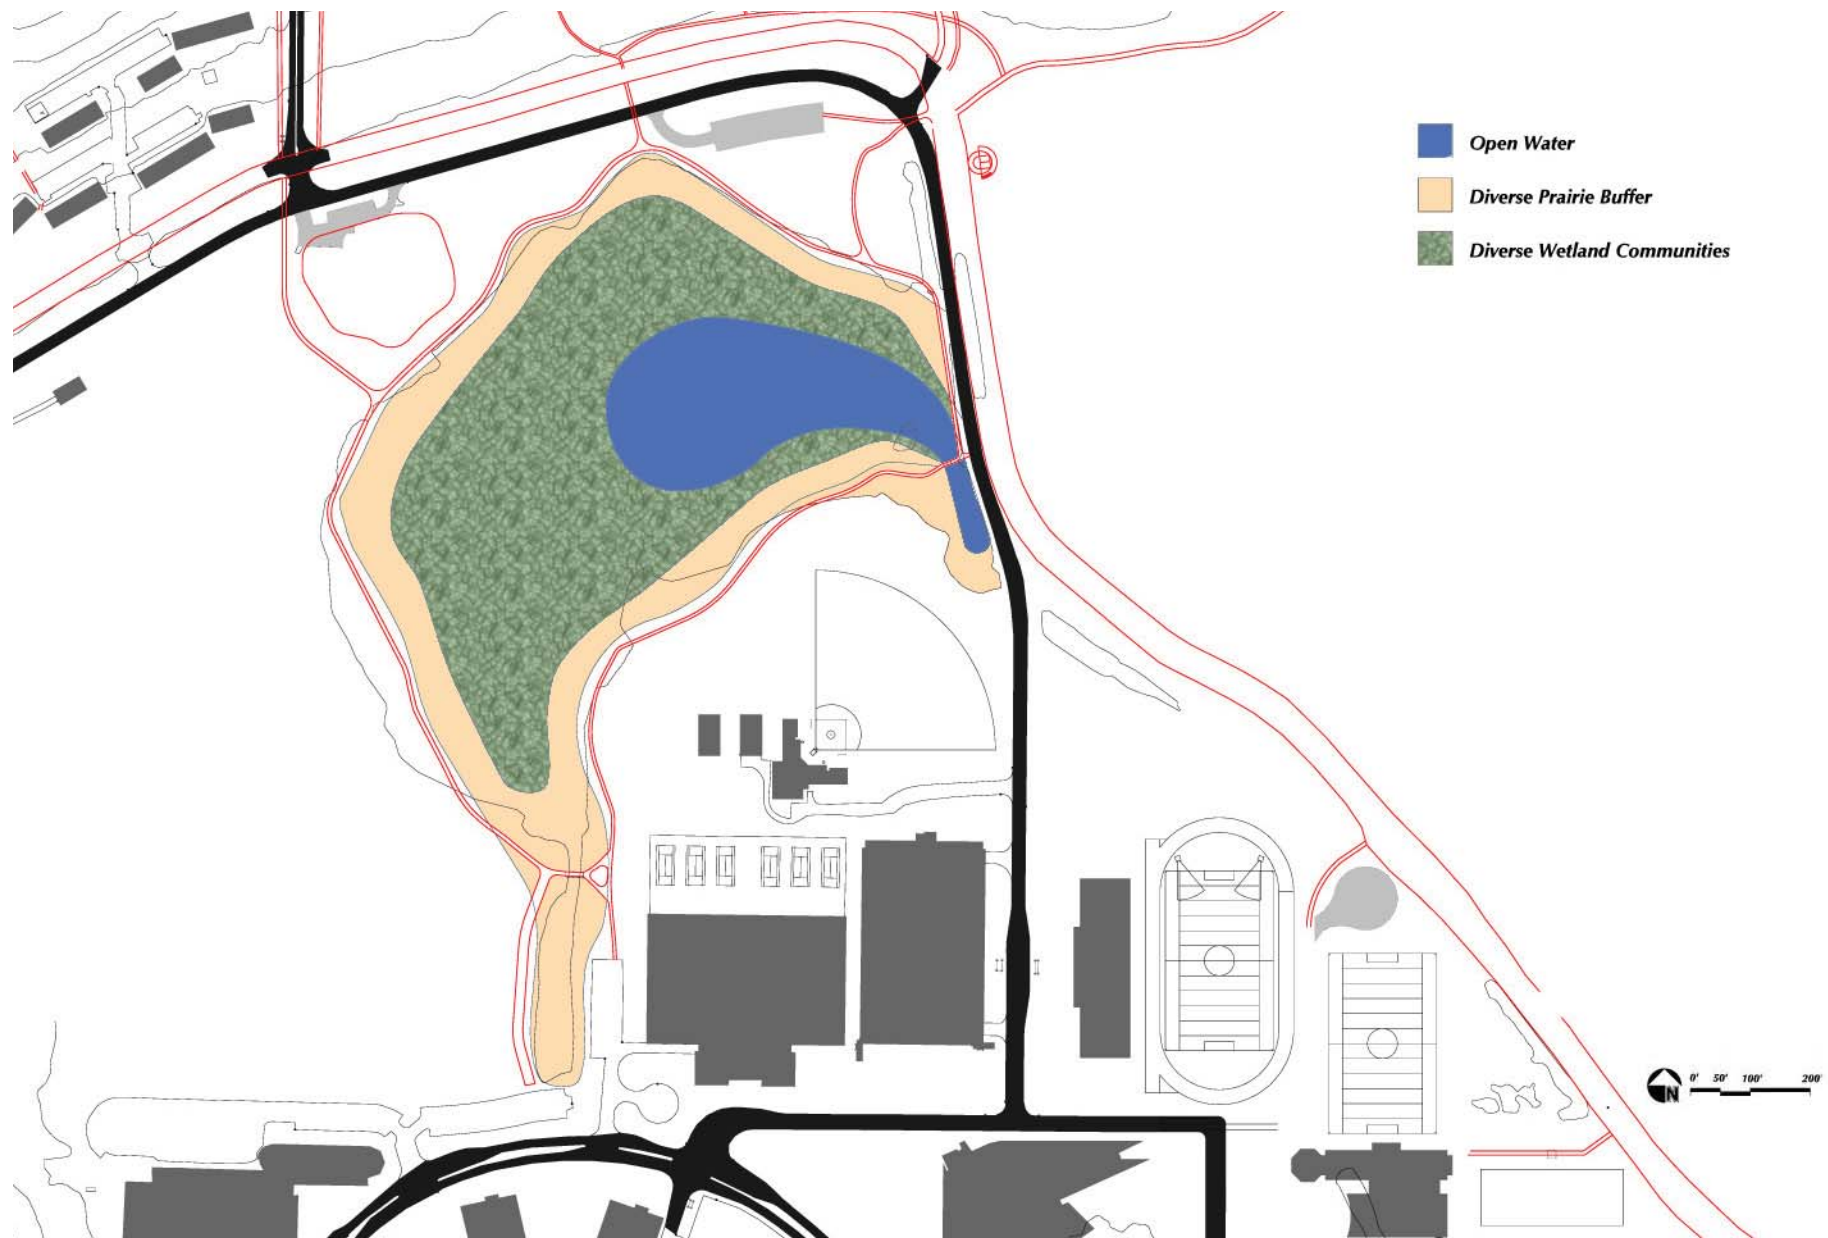 Open Water
Diverse Prairie Buffer
Diverse Wetland Communities
N
0' 50' 100' 200'